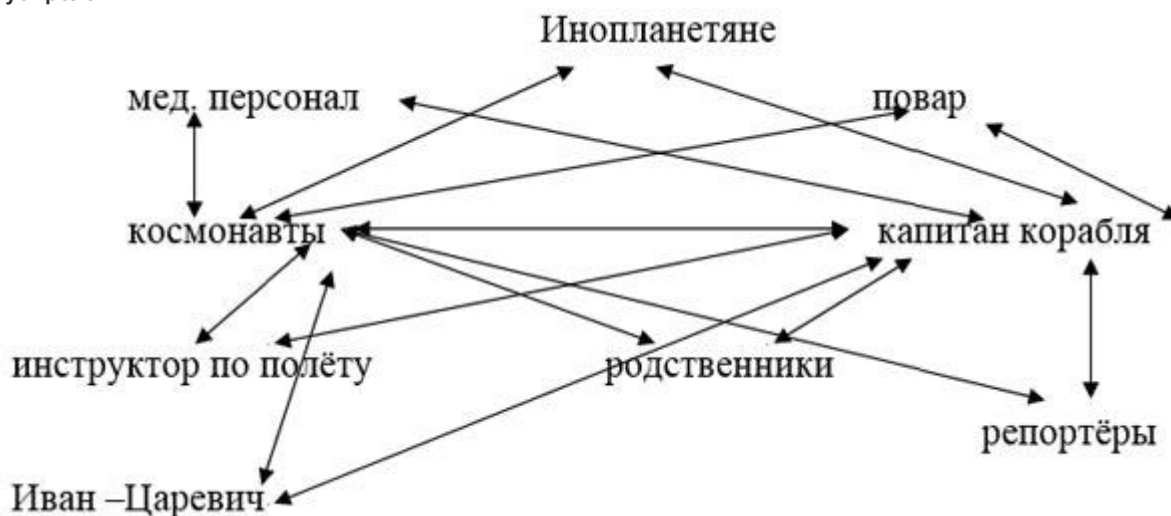 Инопланетяне
мед. персонал повар
космонавты капитан корабля
инструктор по полёту родственники
репортёры
Иван –Царевич